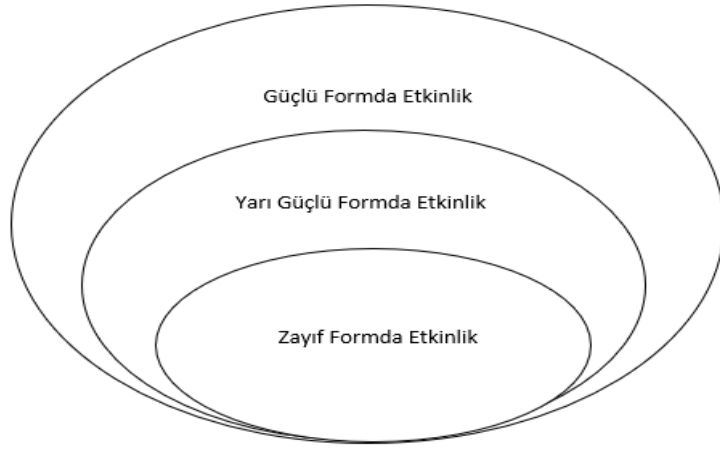 Güçlü Formda Etkinlik
Yarı Güçlü Formda Etkinlik
Zayıf Formda Etkinlik